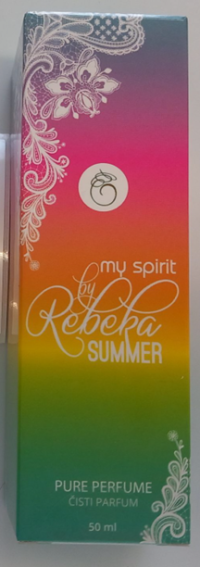 my spirit
by
Rebeka
SUMMER
PURE PERFUME
ČISTI PARFUM
50 ml